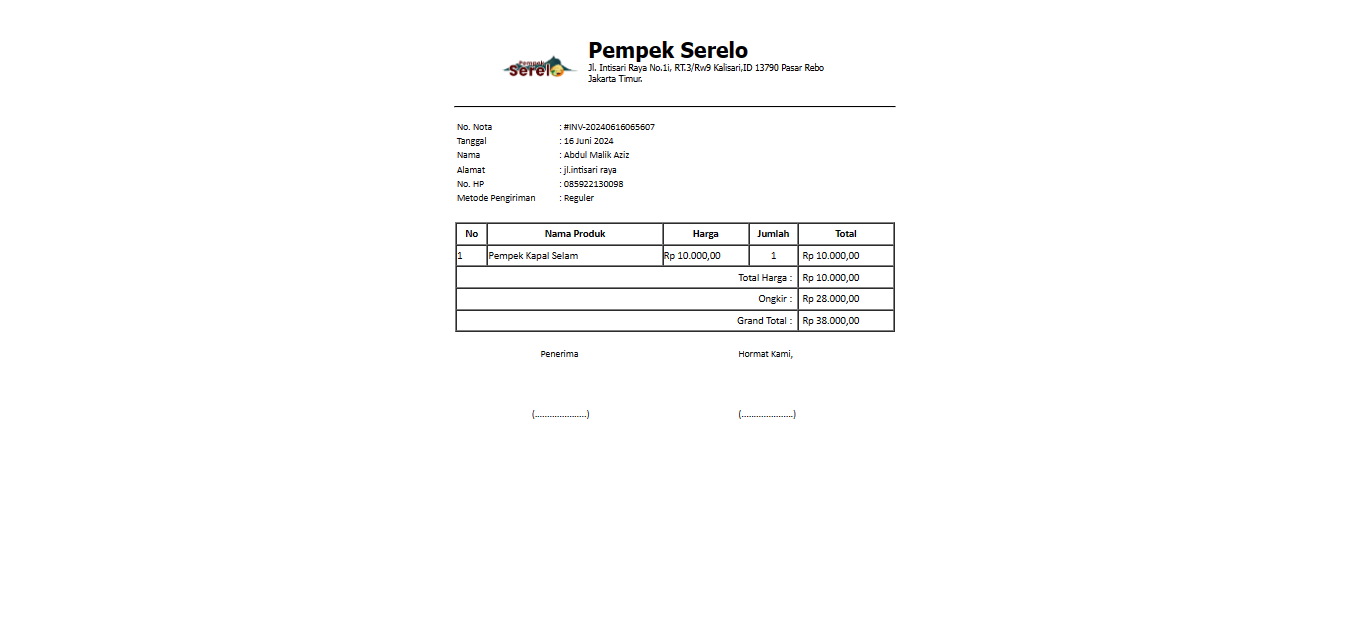 Pempek
Serelo
Pempek Serelo
Jl. Intisari Raya No.1i, RT.3/Rw9 Kalisari,ID 13790 Pasar Rebo
Jakarta Timur.
No. Nota : #INV-20240616065607
Tanggal : 16 Juni 2024
Nama : Abdul Malik Aziz
Alamat : jl.intisari raya
No. HP : 085922130098
Metode Pengiriman : Reguler
No Nama Produk Harga Jumlah Total
1 Pempek Kapal Selam Rp 10.000,00 1 Rp 10.000,00
Total Harga : Rp 10.000,00
Ongkir : Rp 28.000,00
Grand Total : Rp 38.000,00
Penerima Hormat Kami,
(.....................) (.....................)